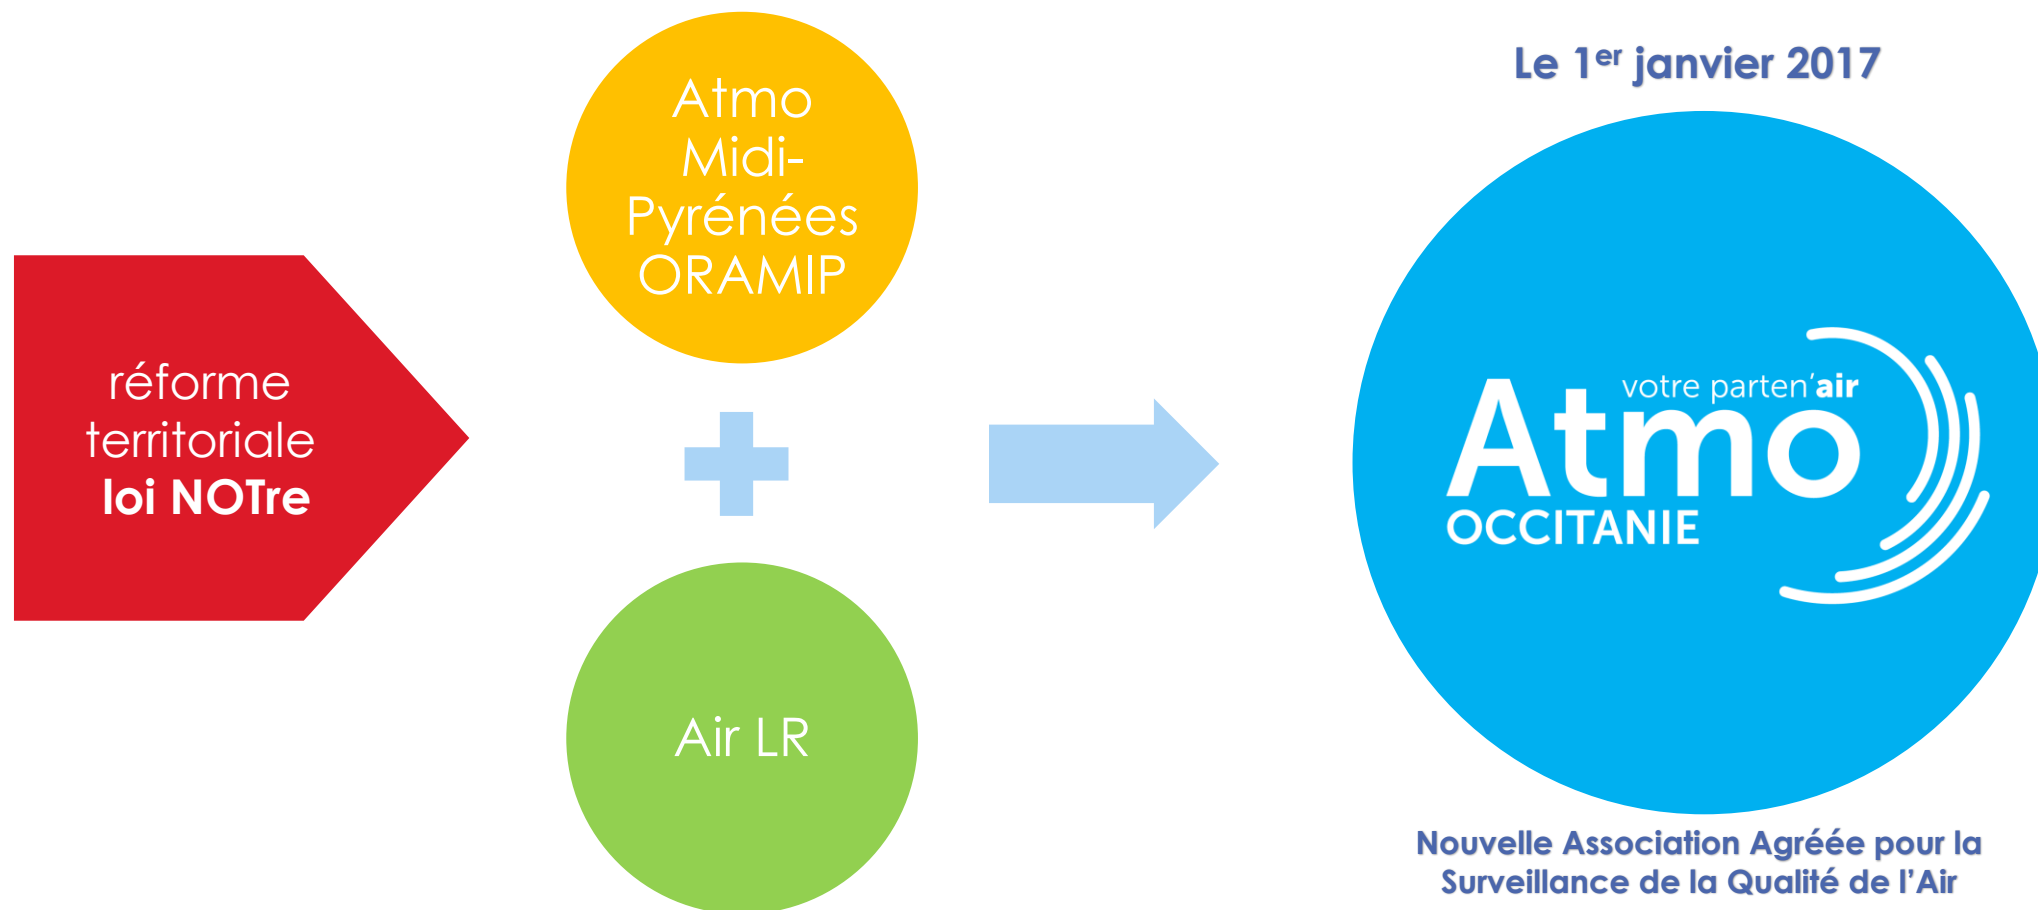 réforme
territoriale
loi NOTre
Atmo
Midi-
Pyrénées
ORAMIP
Air LR
Le 1er janvier 2017
votre parten'air
Atmo
OCCITANIE
Nouvelle Association Agréée pour la
Surveillance de la Qualité de l'Air